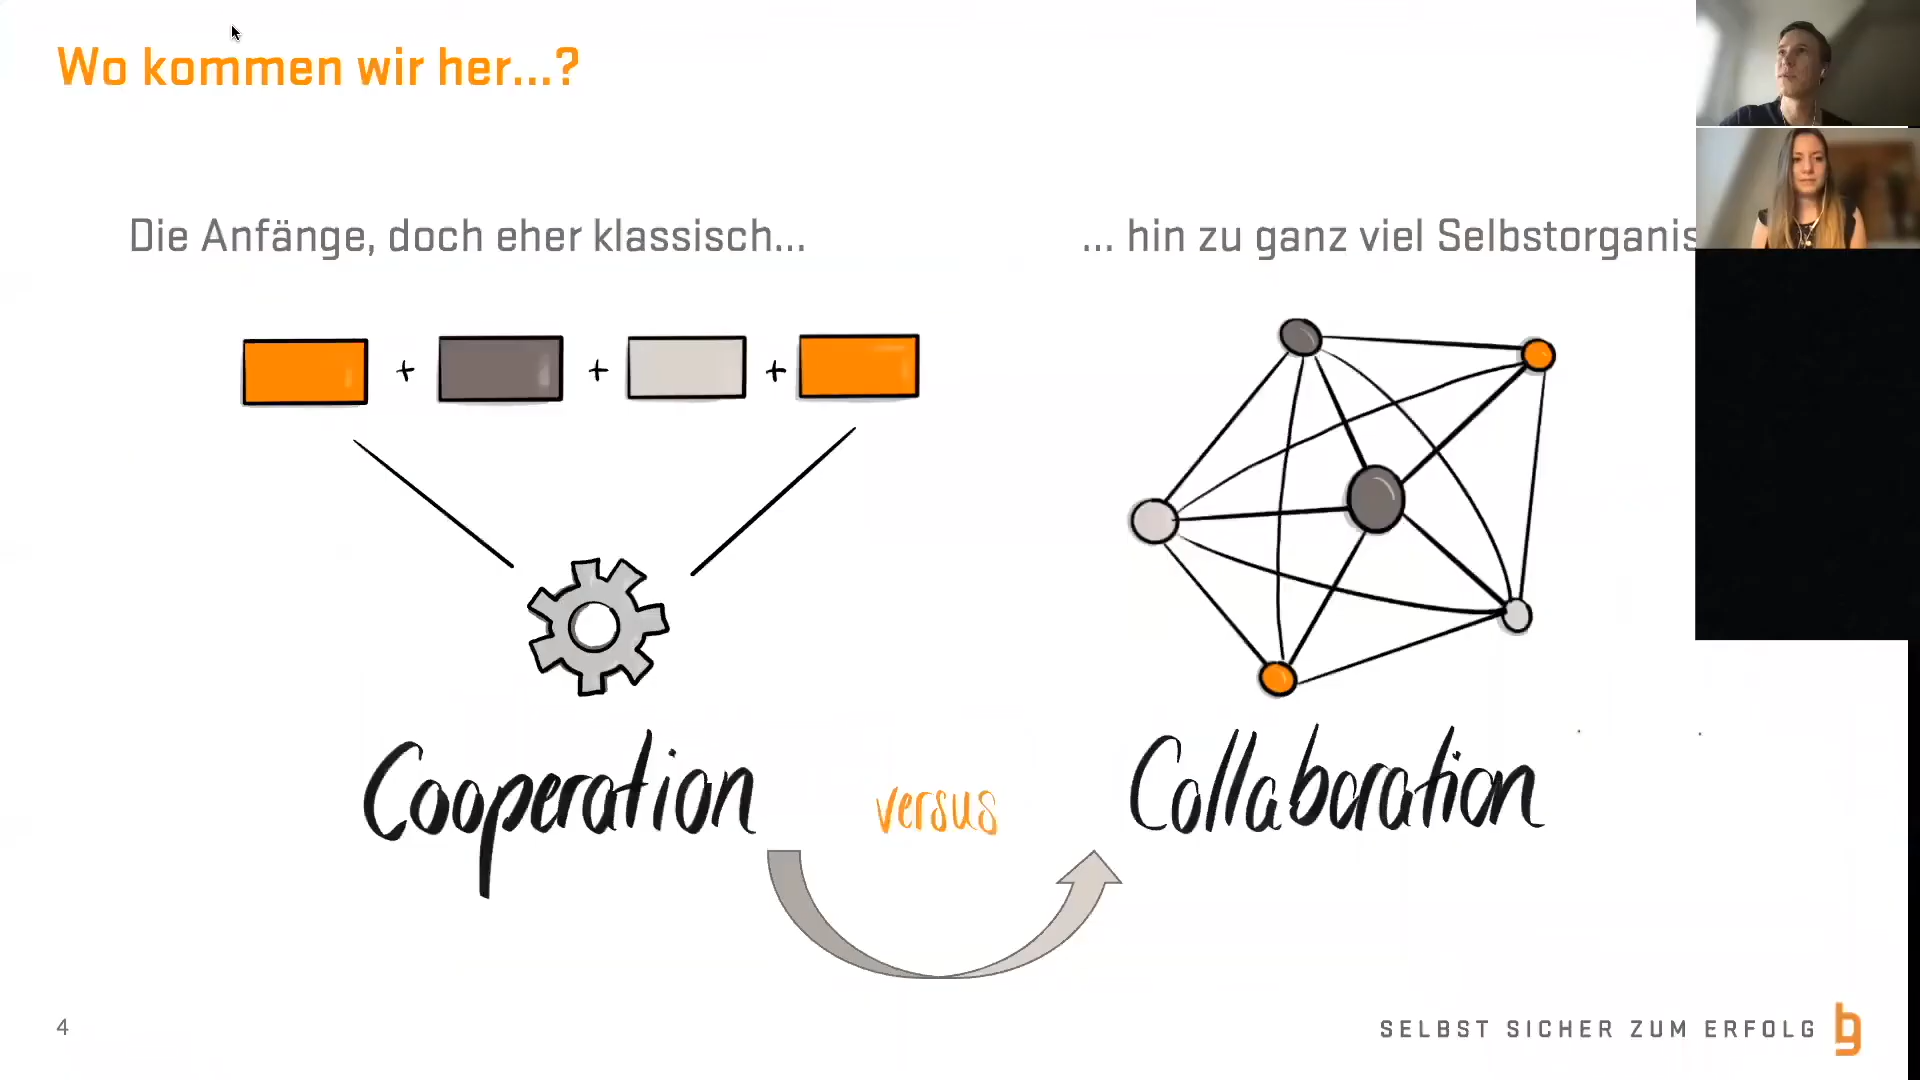 Wo kommen wir her...?
Die Anfänge, doch eher klassisch...
... hin zu ganz viel Selbstorganis
+ + +
Cooperation
versus
Collaboration
4
SELBST SICHER ZUM ERFOLG bg